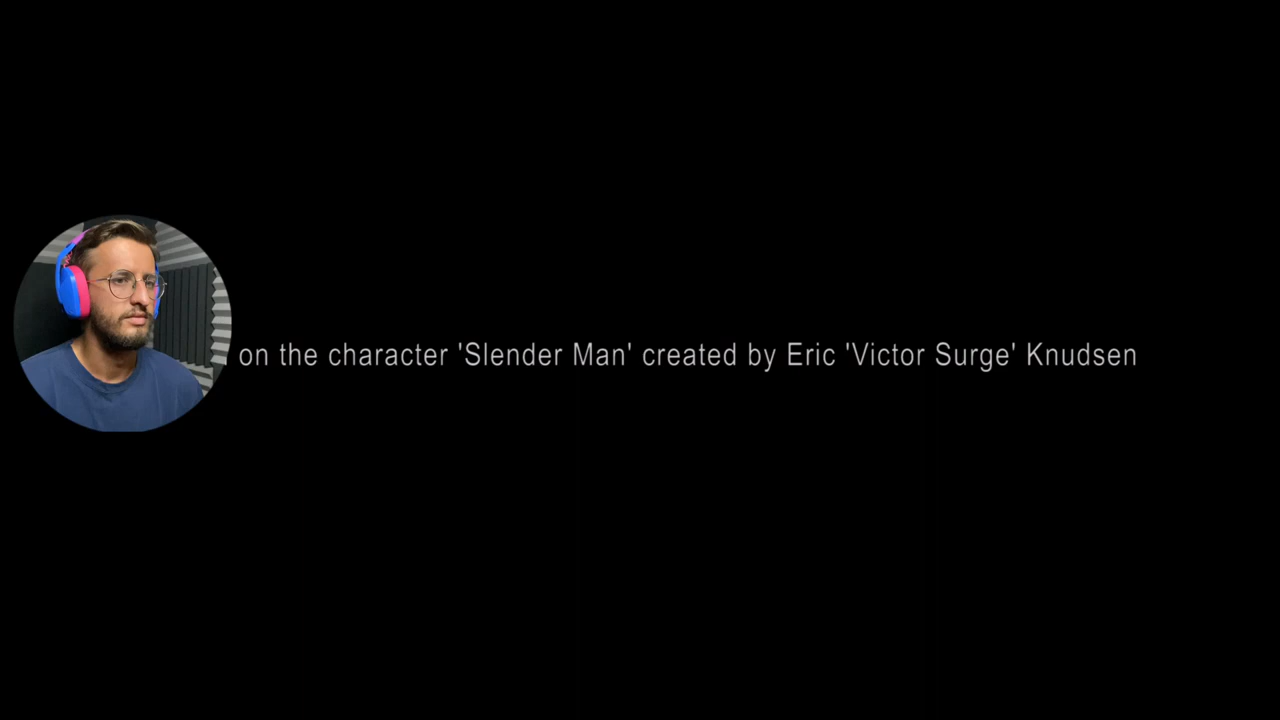 on the character 'Slender Man' created by Eric 'Victor Surge' Knudsen